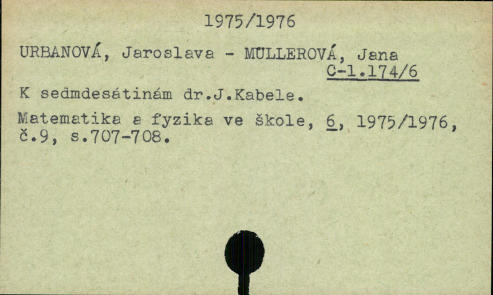 1975/1976
URBANOVÁ, Jaroslava - MÜLLEROVÁ, Jana
C-1.174/6
K sedmdesátinám dr.J.Kabele.
Matematika a fyzika ve škole, 6, 1975/1976,
č.9, s.707-708.